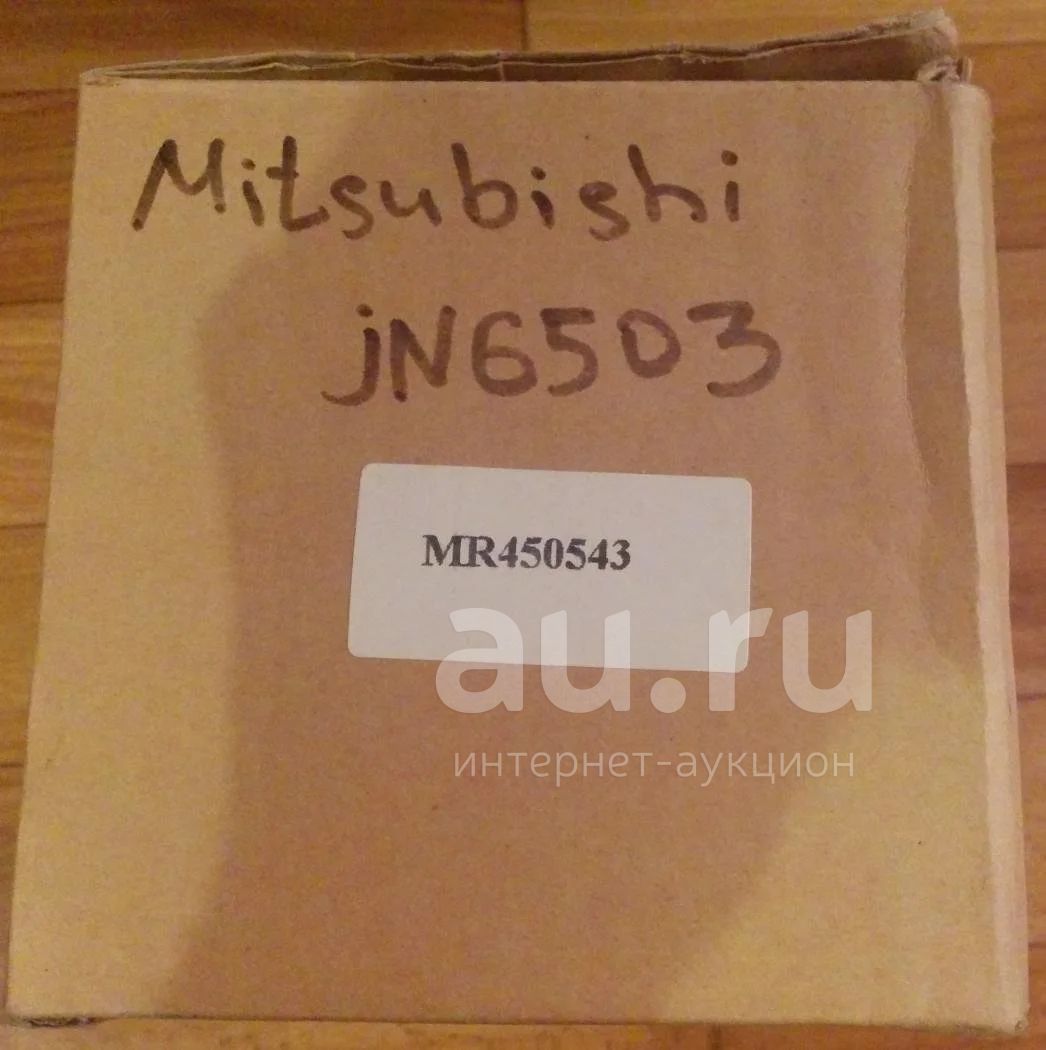 Mitsubishi
jN6503
MR450543
au.ru
интернет-аукцион